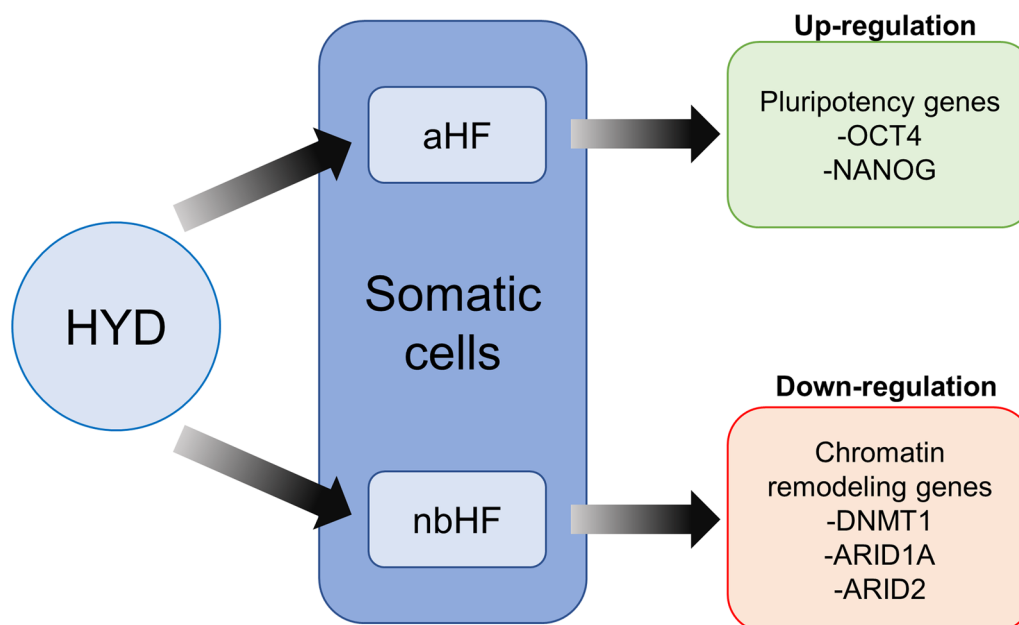 HYD
Somatic
cells
aHF
nbHF
Up-regulation
Pluripotency genes
-OCT4
-NANOG
Down-regulation
Chromatin
remodeling genes
-DNMT1
-ARID1A
-ARID2